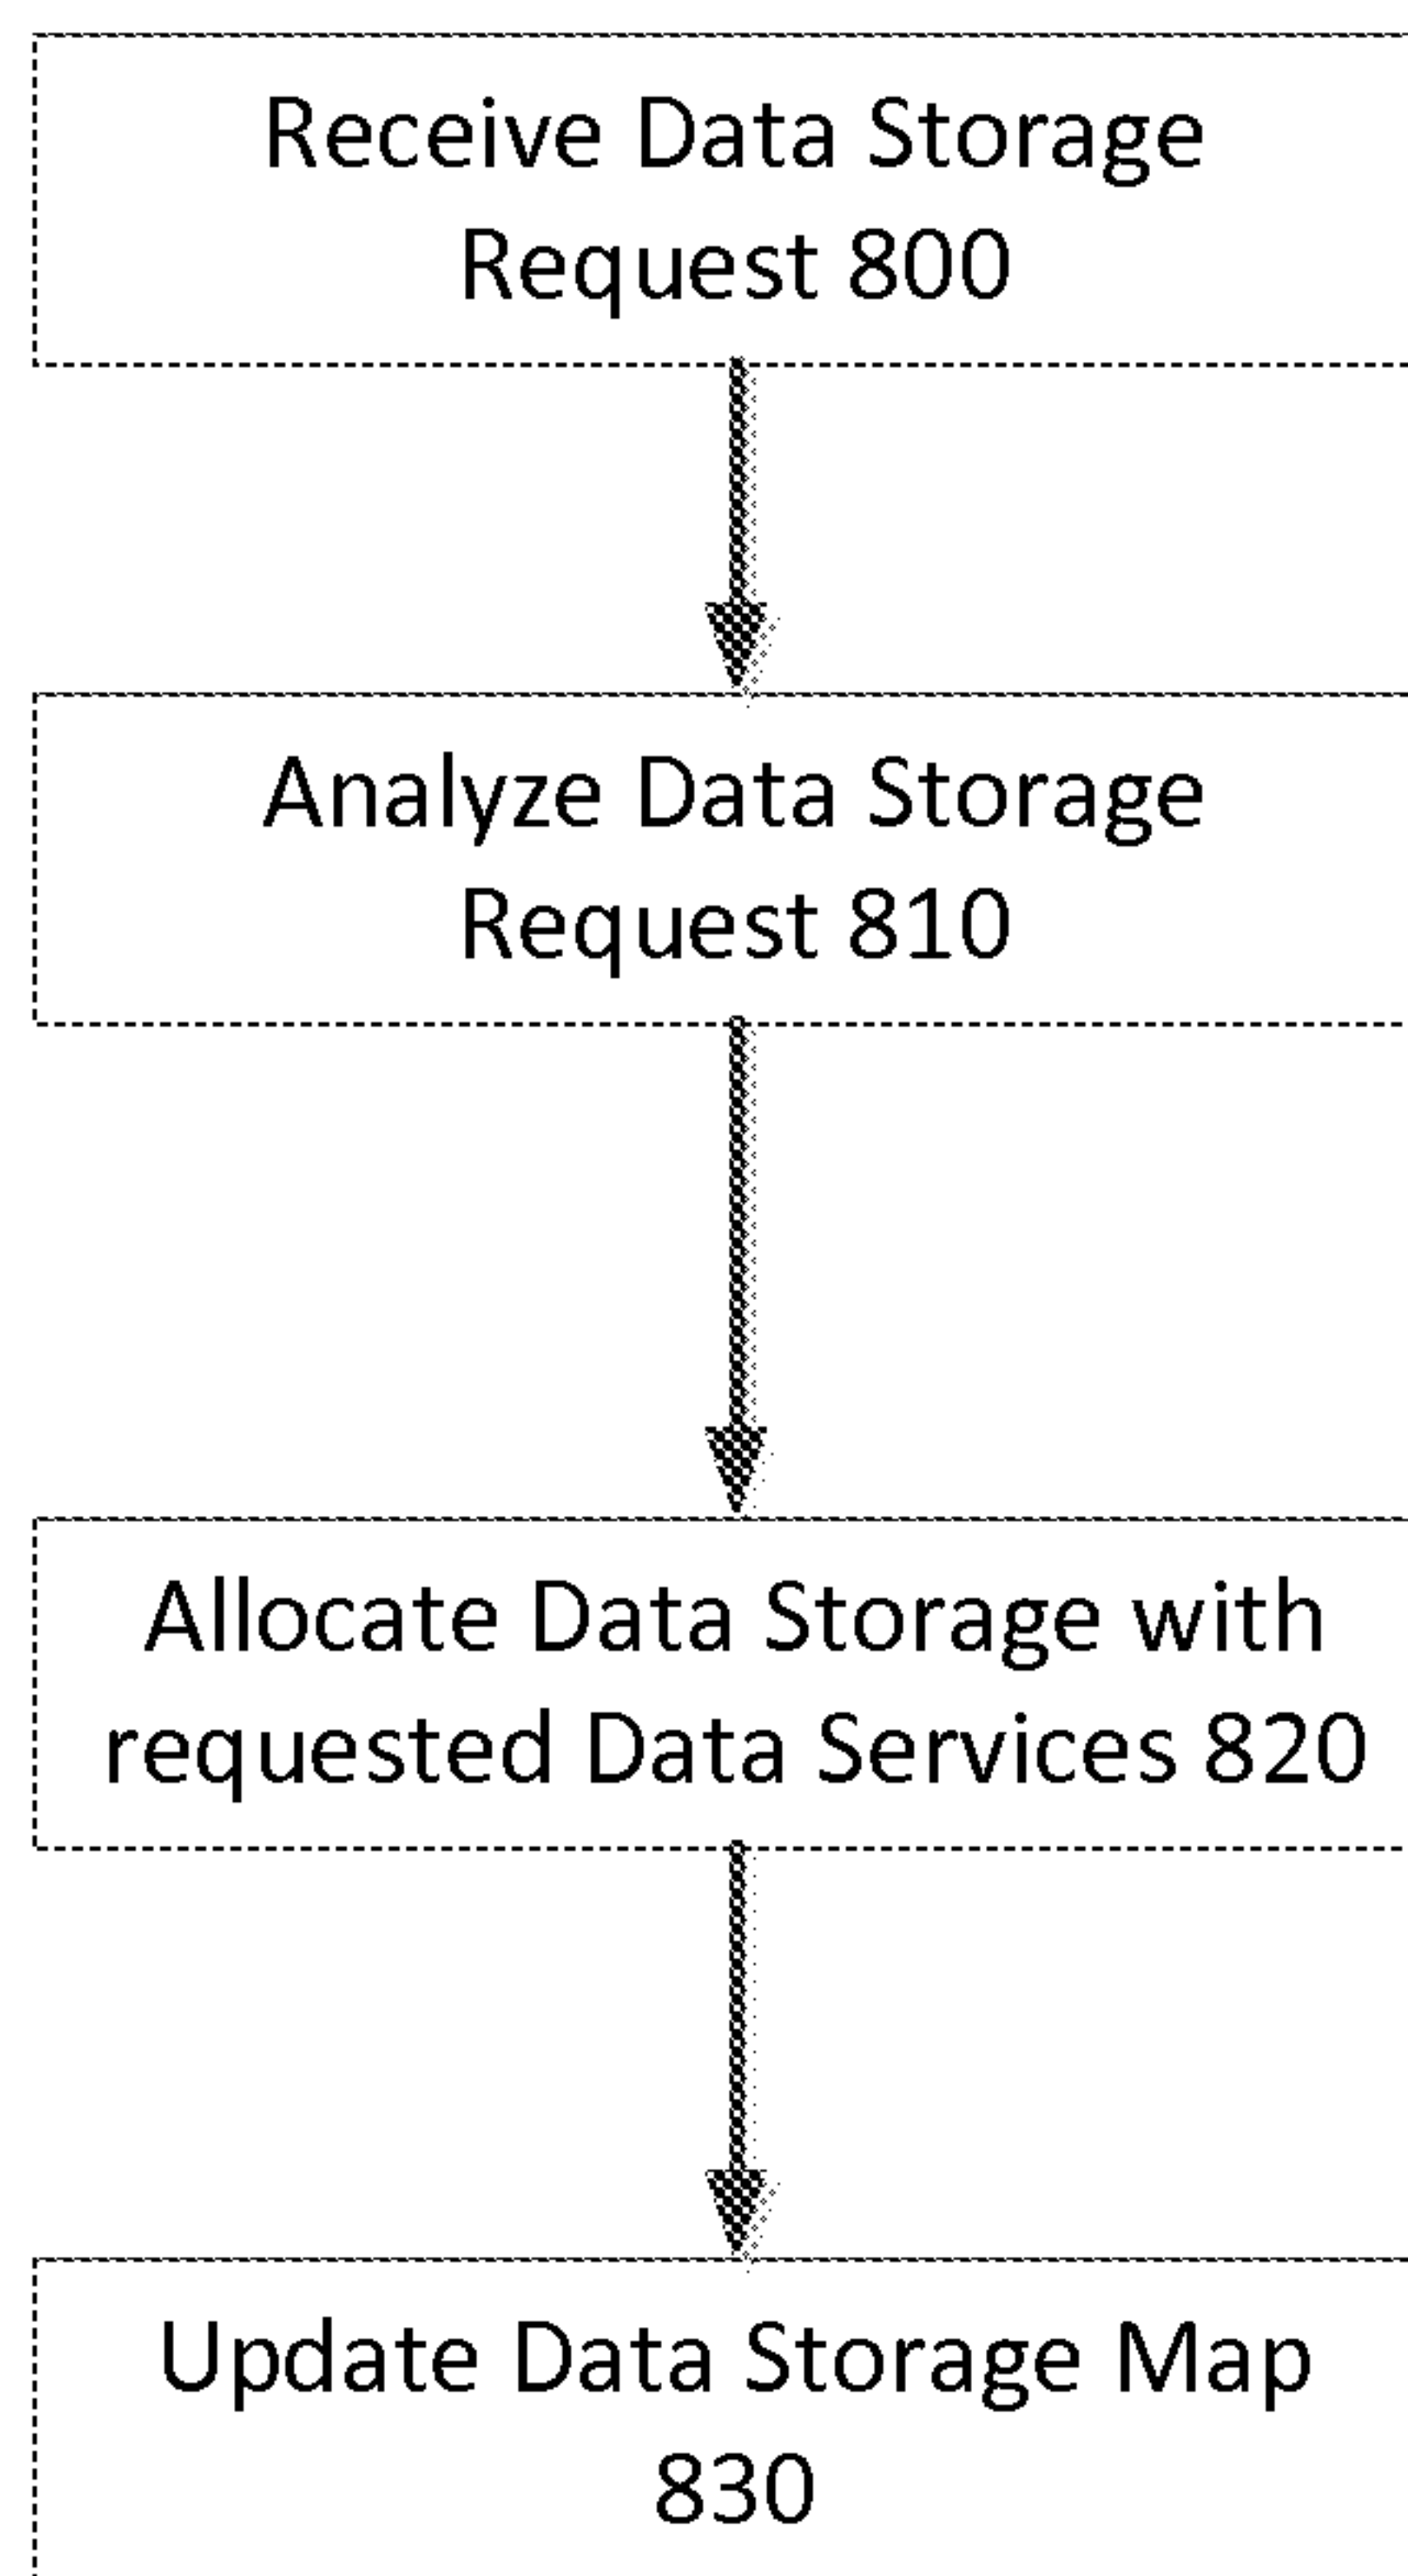 Receive Data Storage
Request 800
Analyze Data Storage
Request 810
Allocate Data Storage with
requested Data Services 820
Update Data Storage Map
830